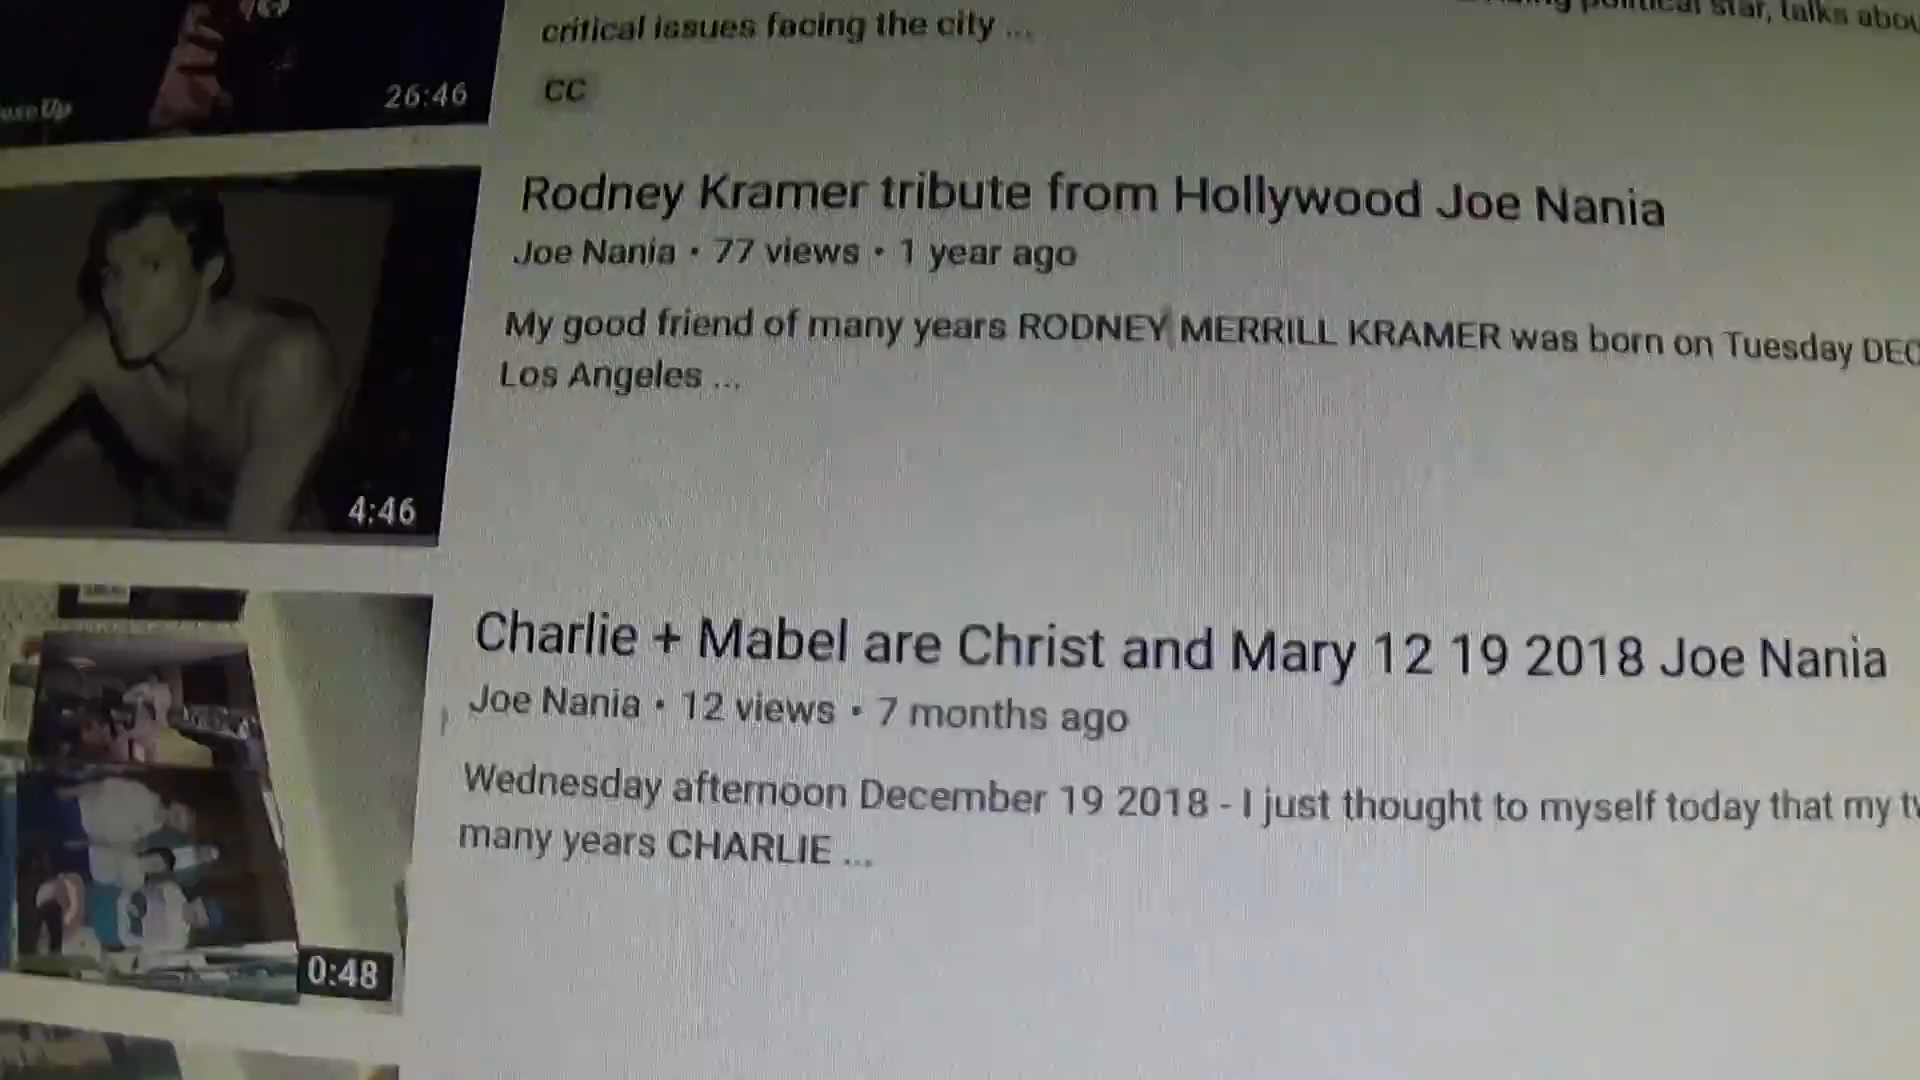 political star, talks
critical issues facing the city ...
26:46
CC
Rodney Kramer tribute from Hollywood Joe Nania
Joe Nania • 77 views • 1 year ago
My good friend of many years RODNEY MERRILL KRAMER was born on Tuesday DEC
Los Angeles ...
4:46
Charlie + Mabel are Christ and Mary 12 19 2018 Joe Nania
Joe Nania • 12 views • 7 months ago
Wednesday afternoon December 19 2018 - I just thought to myself today that my
many years CHARLIE ...
0:48